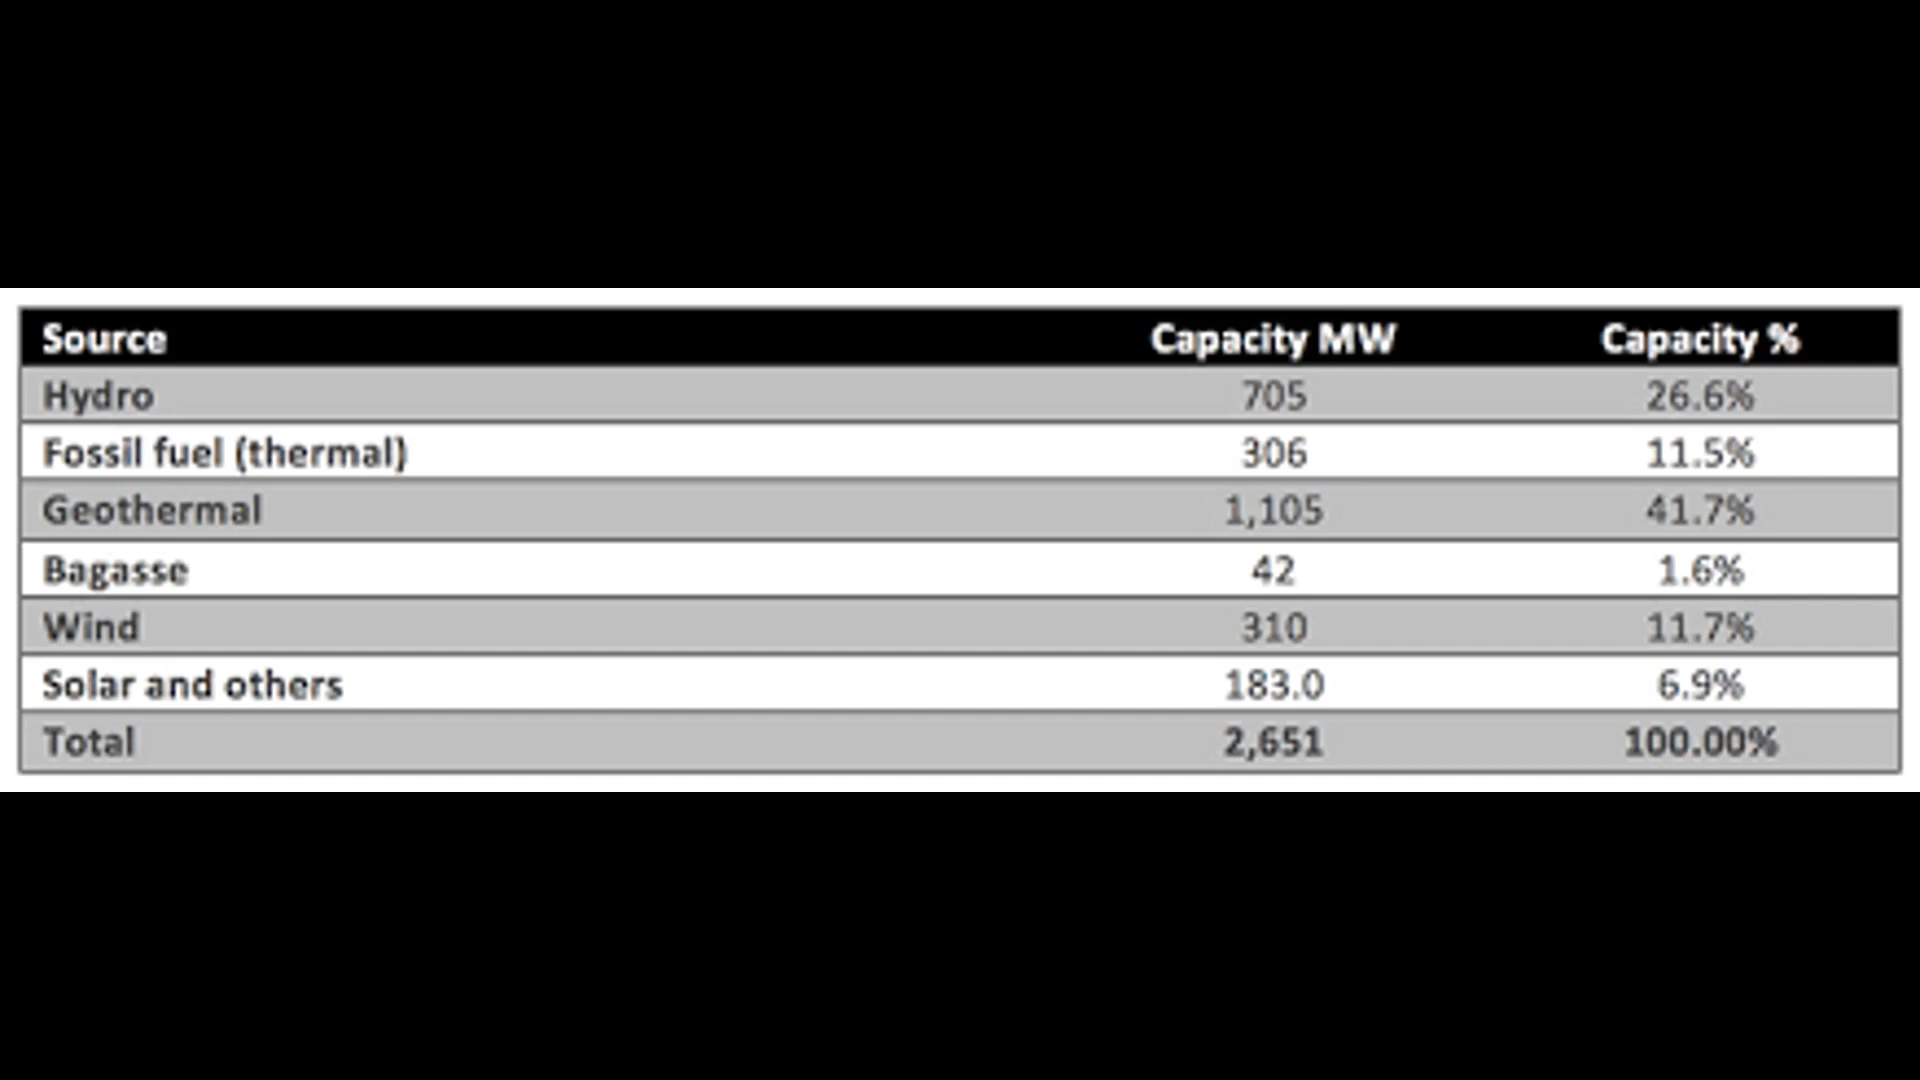 Source Capacity MW Capacity %
Hydro 705 26.6%
Fossil fuel (thermal) 306 11.5%
Geothermal 1,105 41.7%
Bagasse 42 1.6%
Wind 310 11.7%
Solar and others 183.0 6.9%
Total 2,651 100.00%